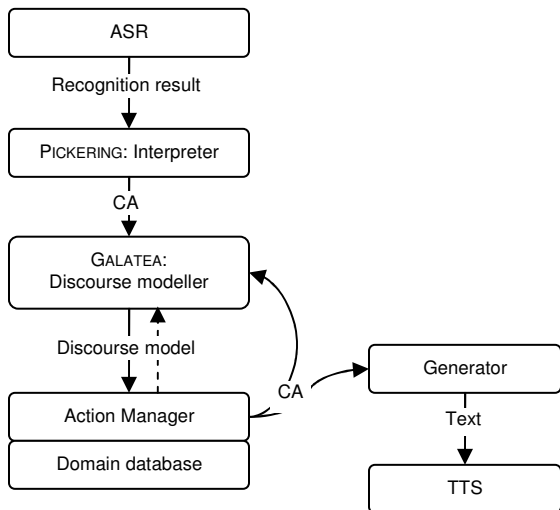 ASR
Recognition result
PICKERING: Interpreter
CA
GALATEA:
Discourse modeller
Discourse model
Action Manager
Domain database
CA
Generator
Text
TTS